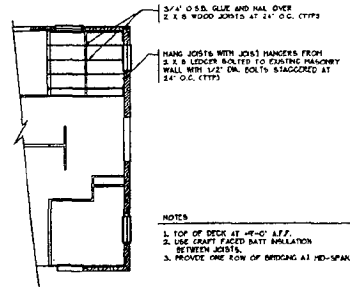 3/4" O.S.B. GLUE AND NAIL OVER
2 X 8 WOOD JOISTS AT 24" O.C. (TYP)
HANG JOISTS WITH JOIST HANGERS FROM
2 X 8 LEDGER BOLTED TO EXISTING MASONRY
WALL WITH 1/2" DIA. BOLTS STAGGERED AT
24" O.C. (TYP)
NOTES
1. TOP OF DECK AT A.F.F.
2. USE CRAFT FACED BATT INSULATION
BETWEEN JOISTS.
3. PROVIDE ONE ROW OF BRIDGING AT MID-SPAN